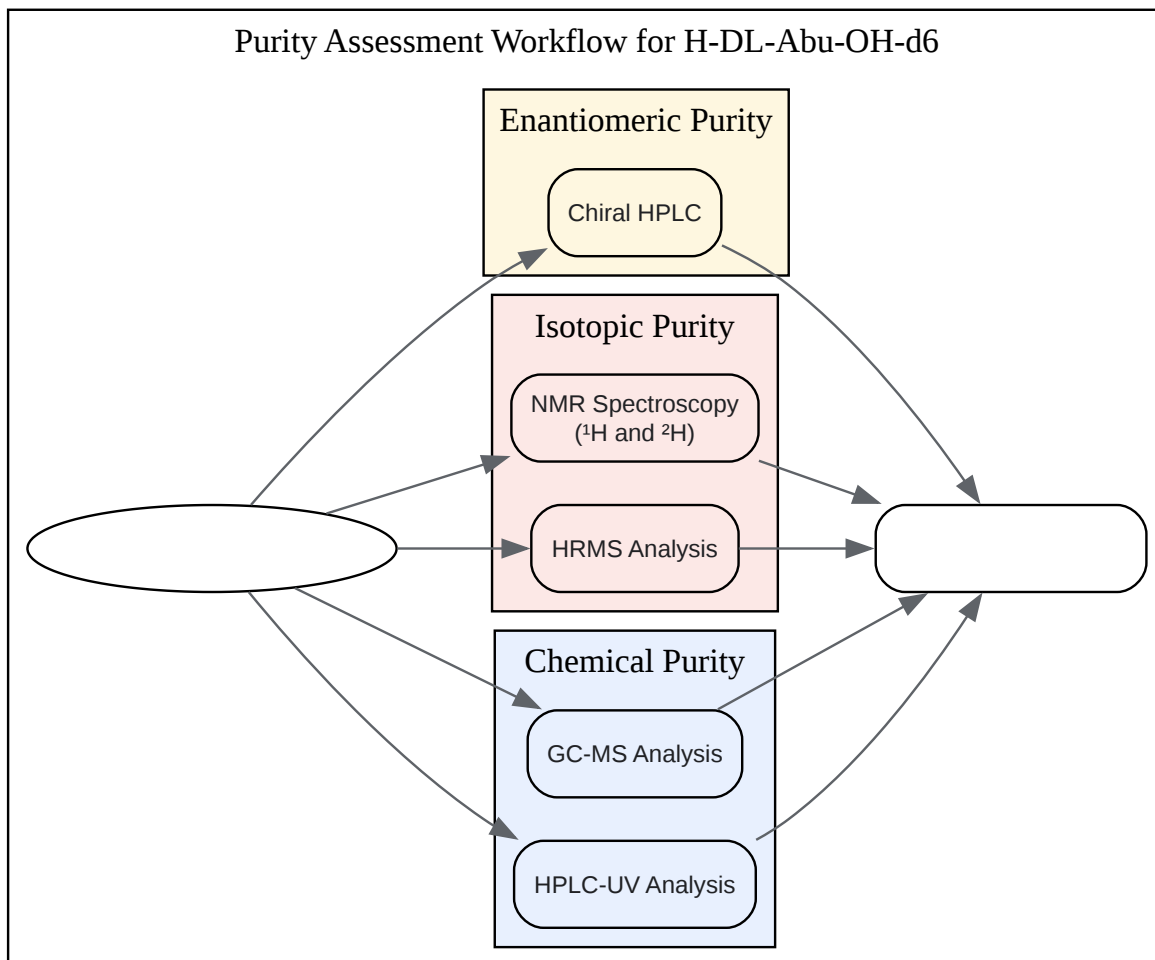 Purity Assessment Workflow for H-DL-Abu-OH-d6
Enantiomeric Purity
Chiral HPLC
Isotopic Purity
NMR Spectroscopy
(¹H and ²H)
HRMS Analysis
Chemical Purity
GC-MS Analysis
HPLC-UV Analysis